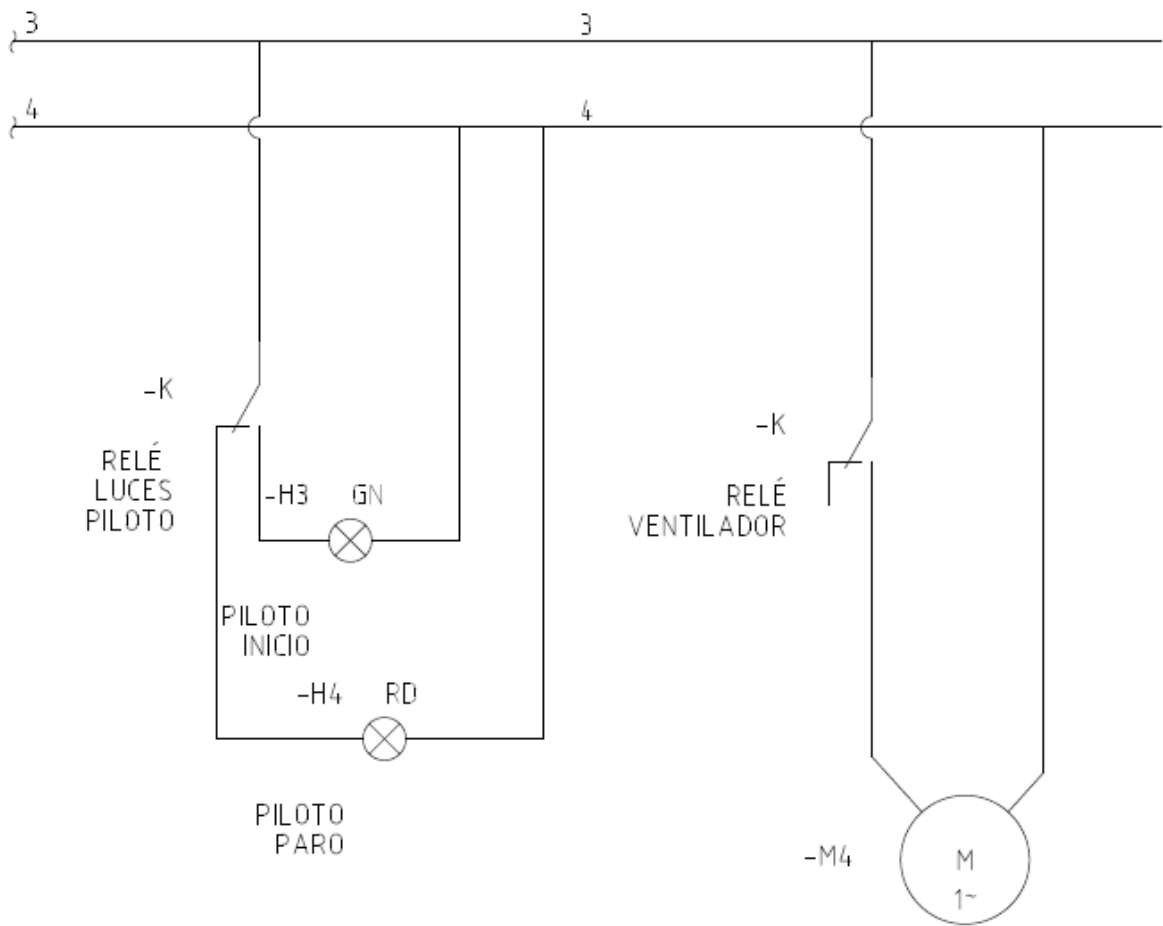 3
3
4
4
-K
RELÉ
LUCES
PILOTO
-H3 GN
PILOTO
INICIO
-H4 RD
PILOTO
PARO
-K
RELÉ
VENTILADOR
-M4
M
1~